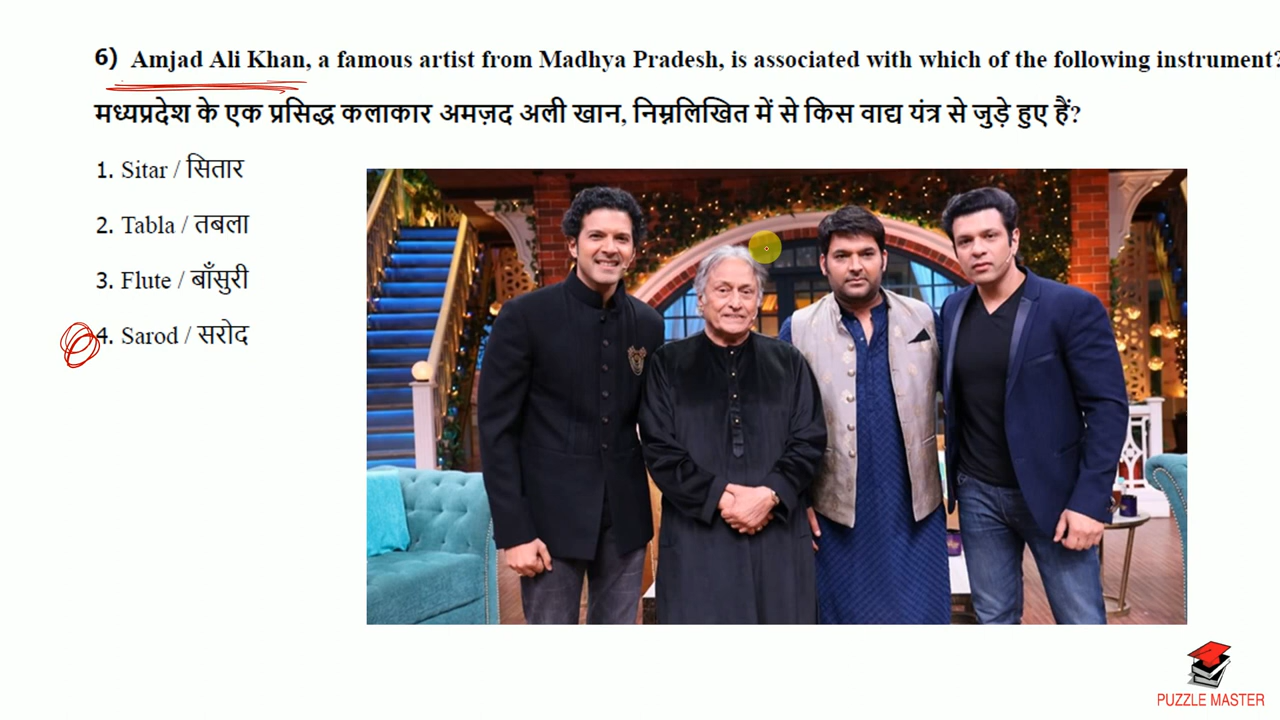 6) Amjad Ali Khan, a famous artist from Madhya Pradesh, is associated with which of the following instrument?
मध्यप्रदेश के एक प्रसिद्ध कलाकार अमज़द अली खान, निम्नलिखित में से किस वाद्य यंत्र से जुड़े हुए हैं?
1. Sitar / सितार
2. Tabla / तबला
3. Flute / बाँसुरी
4. Sarod / सरोद
PUZZLE MASTER